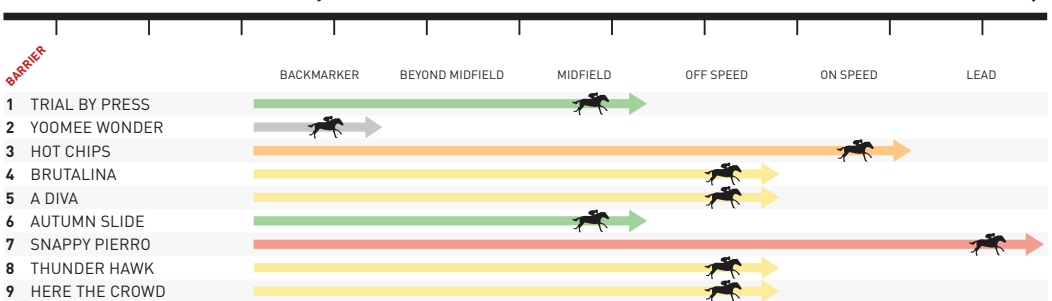 BARRIER
BACKMARKER BEYOND MIDFIELD MIDFIELD OFF SPEED ON SPEED LEAD
1 TRIAL BY PRESS
2 YOOMEE WONDER
3 HOT CHIPS
4 BRUTALINA
5 A DIVA
6 AUTUMN SLIDE
7 SNAPPY PIERRO
8 THUNDER HAWK
9 HERE THE CROWD